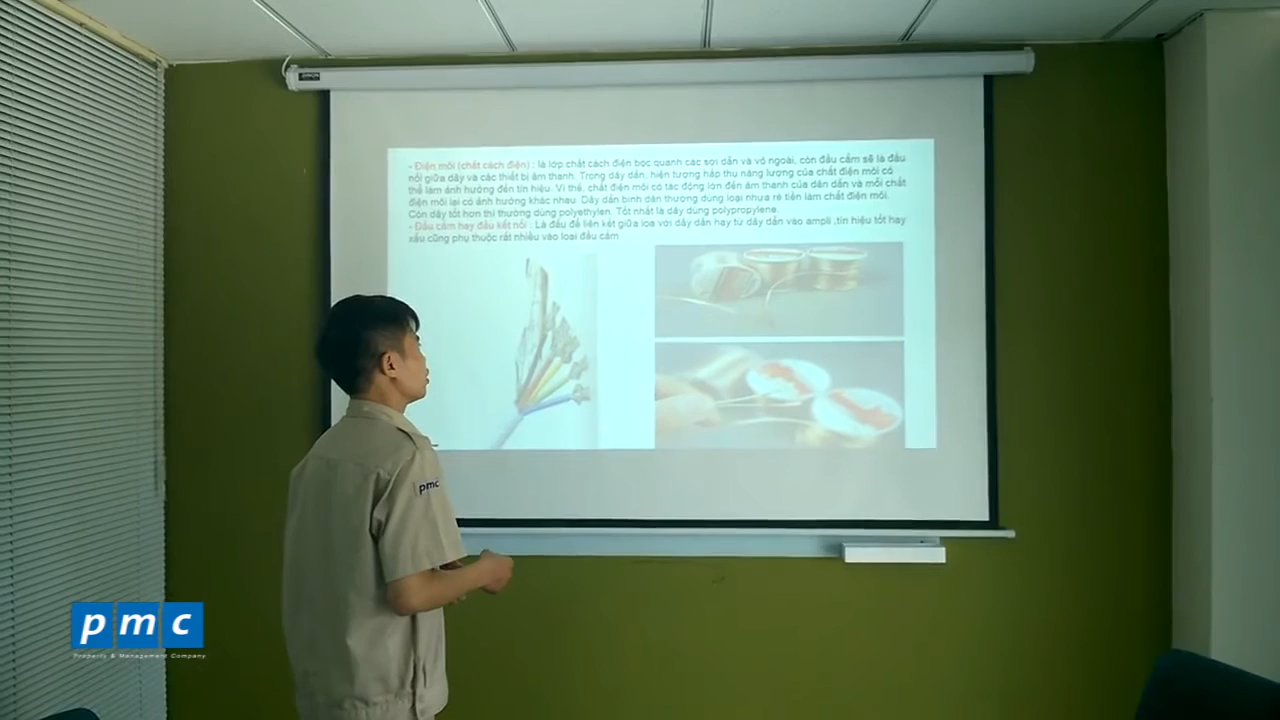 - Điện môi (chất cách điện) : là lớp chất cách điện bọc quanh các sợi dẫn và vỏ ngoài, còn đầu cắm sẽ là đầu
nối giữa dây và các thiết bị âm thanh. Trong dây dẫn, hiện tượng hấp thụ năng lượng của chất điện môi có
thể làm ảnh hưởng đến tín hiệu. Vì thế, chất điện môi có tác động lớn đến âm thanh của dân dẫn và mỗi chất
điện môi lại có ảnh hưởng khác nhau. Dây dẫn bình dân thường dùng loại nhựa rẻ tiền làm chất điện môi.
Còn dây tốt hơn thì thường dùng polyethylen. Tốt nhất là dây dùng polypropylene.
- Đầu cắm hay đầu kết nối : Là đầu để liên kết giữa loa với dây dẫn hay từ dây dẫn vào ampli ,tín hiệu tốt hay
xấu cũng phụ thuộc rất nhiều vào loại đầu cắm
pmc
pmc
Property & Management Company